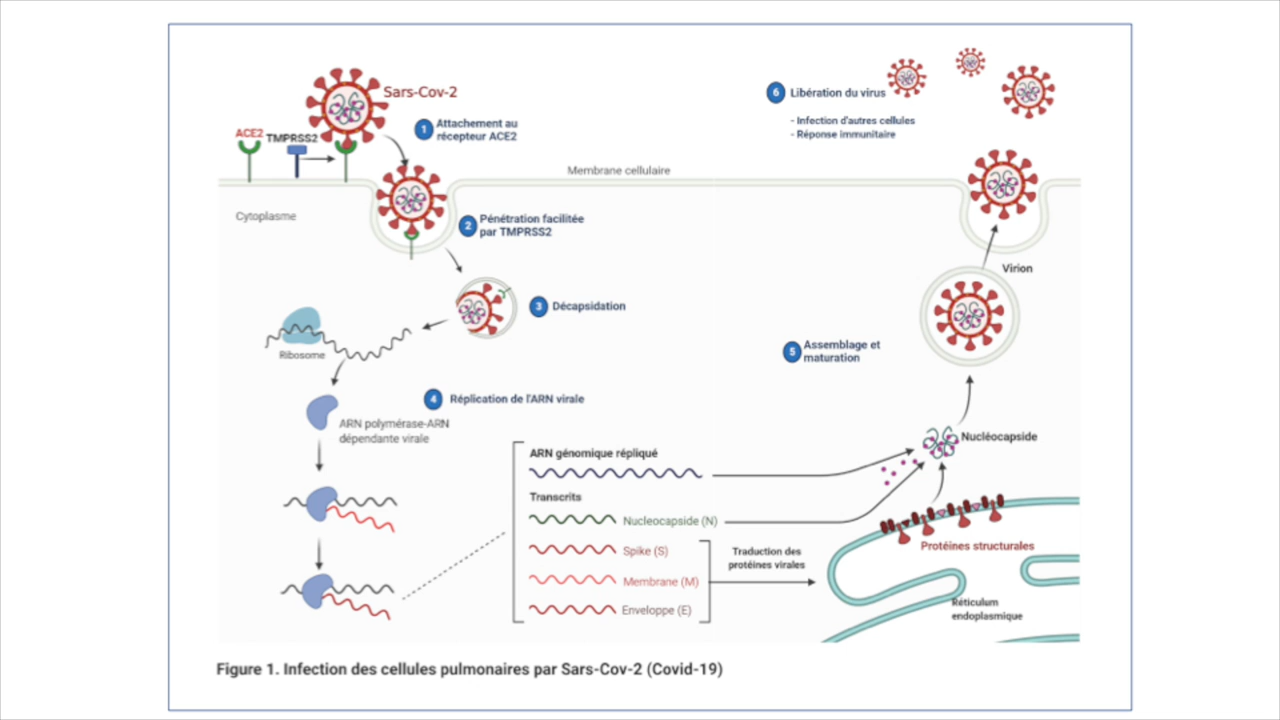 Sars-Cov-2
ACE2
TMPRSS2
1
Attachement au
récepteur ACE2
Membrane cellulaire
Cytoplasme
2
Pénétration facilitée
par TMPRSS2
3
Décapsidation
Ribosome
4
Réplication de l'ARN virale
ARN polymérase-ARN
dépendante virale
ARN génomique répliqué
Transcrits
Nucleocapside (N)
Spike (S)
Membrane (M)
Enveloppe (E)
Traduction des
protéines virales
5
Assemblage et
maturation
Nucléocapside
Protéines structurales
Réticulum
endoplasmique
Virion
6
Libération du virus
- Infection d'autres cellules
- Réponse immunitaire
Figure 1. Infection des cellules pulmonaires par Sars-Cov-2 (Covid-19)